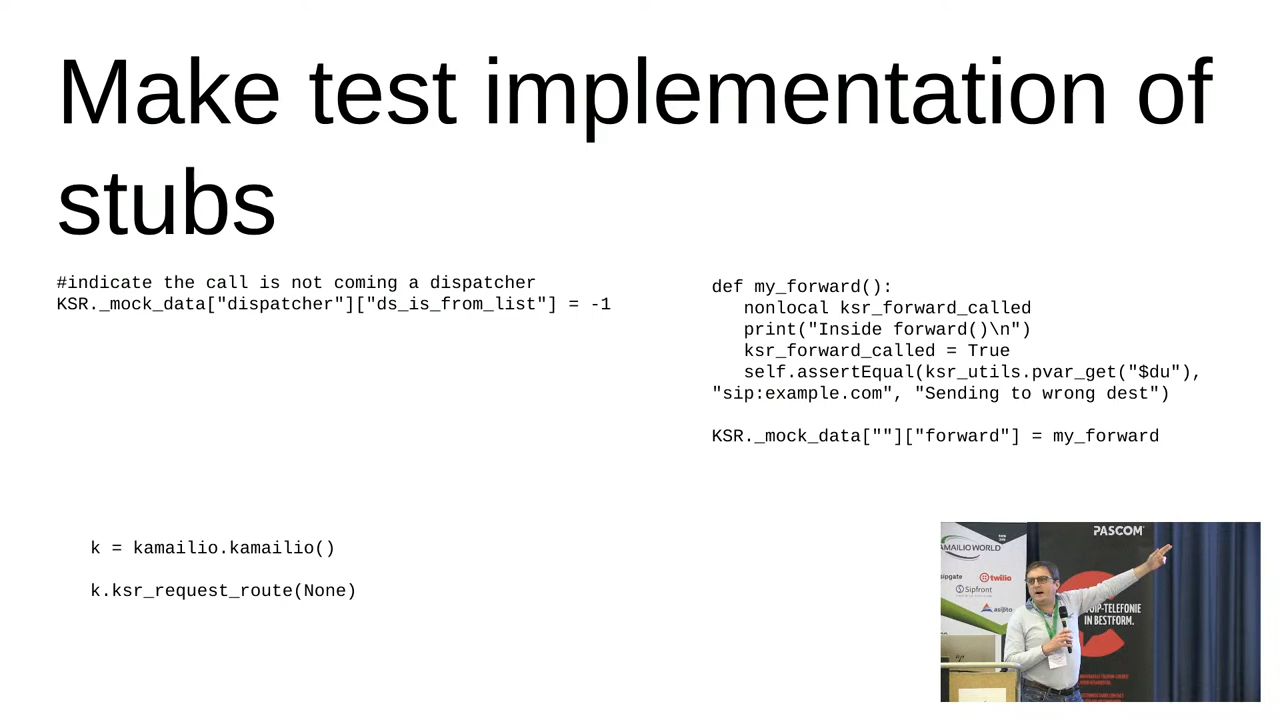 Make test implementation of
stubs
#indicate the call is not coming a dispatcher
KSR._mock_data["dispatcher"]["ds_is_from_list"] = -1
def my_forward():
nonlocal ksr_forward_called
print("Inside forward()\n")
ksr_forward_called = True
self.assertEqual(ksr_utils.pvar_get("$du"),
"sip:example.com", "Sending to wrong dest")
KSR._mock_data[""]["forward"] = my_forward
k = kamailio.kamailio()
k.ksr_request_route(None)
PASCOM
AMAILIO WORLD
sipgate
twilio
Sipfront
asipto
OIP-TELEFONIE
IN BESTFORM.